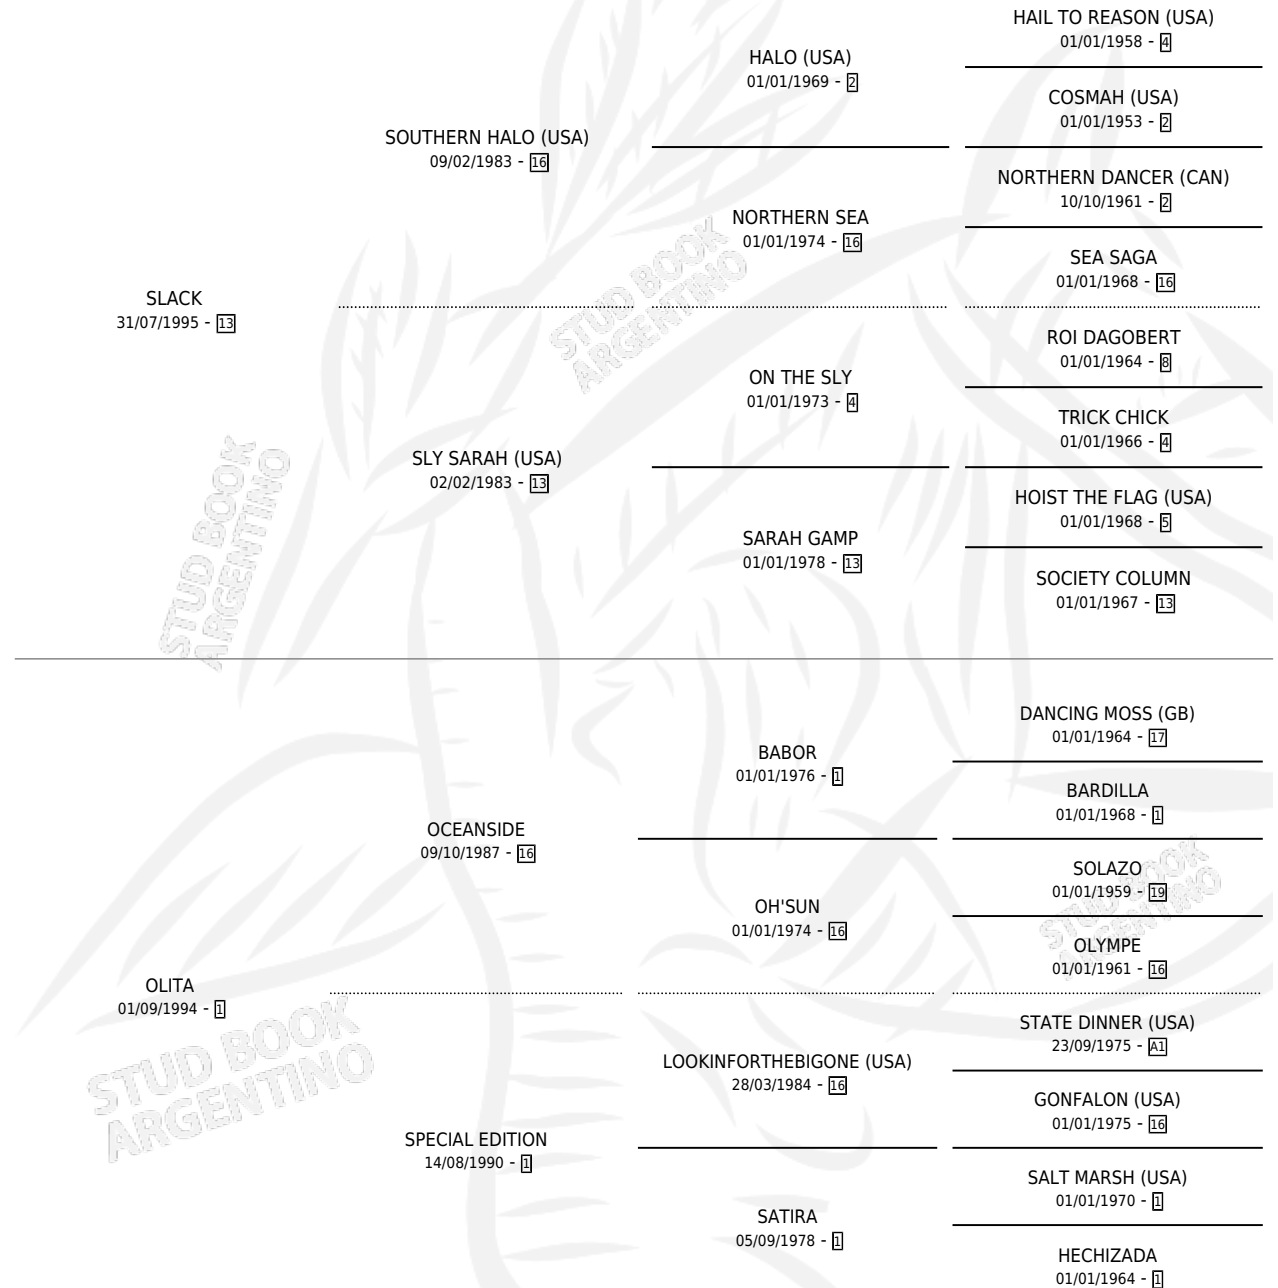 HAIL TO REASON (USA)
01/01/1958 - 4
HALO (USA)
01/01/1969 - 2
COSMAH (USA)
01/01/1953 - 2
SOUTHERN HALO (USA)
09/02/1983 - 16
NORTHERN DANCER (CAN)
10/10/1961 - 2
NORTHERN SEA
01/01/1974 - 16
SEA SAGA
01/01/1968 - 16
SLACK
31/07/1995 - 13
ROI DAGOBERT
01/01/1964 - 8
ON THE SLY
01/01/1973 - 4
TRICK CHICK
01/01/1966 - 4
SLY SARAH (USA)
02/02/1983 - 13
HOIST THE FLAG (USA)
01/01/1968 - 5
SARAH GAMP
01/01/1978 - 13
SOCIETY COLUMN
01/01/1967 - 13
STUD BOOK
ARGENTINO
STUD BOOK
ARGENTINO
DANCING MOSS (GB)
01/01/1964 - 17
BABOR
01/01/1976 - 1
BARDILLA
01/01/1968 - 1
OCEANSIDE
09/10/1987 - 16
SOLAZO
01/01/1959 - 19
OH'SUN
01/01/1974 - 16
OLYMPE
01/01/1961 - 16
OLITA
01/09/1994 - 1
STATE DINNER (USA)
23/09/1975 - A1
LOOKINFORTHEBIGONE (USA)
28/03/1984 - 16
GONFALON (USA)
01/01/1975 - 16
SPECIAL EDITION
14/08/1990 - 1
SALT MARSH (USA)
01/01/1970 - 1
SATIRA
05/09/1978 - 1
HECHIZADA
01/01/1964 - 1
STUD BOOK
ARGENTINO
STUD BOOK
ARGENTINO